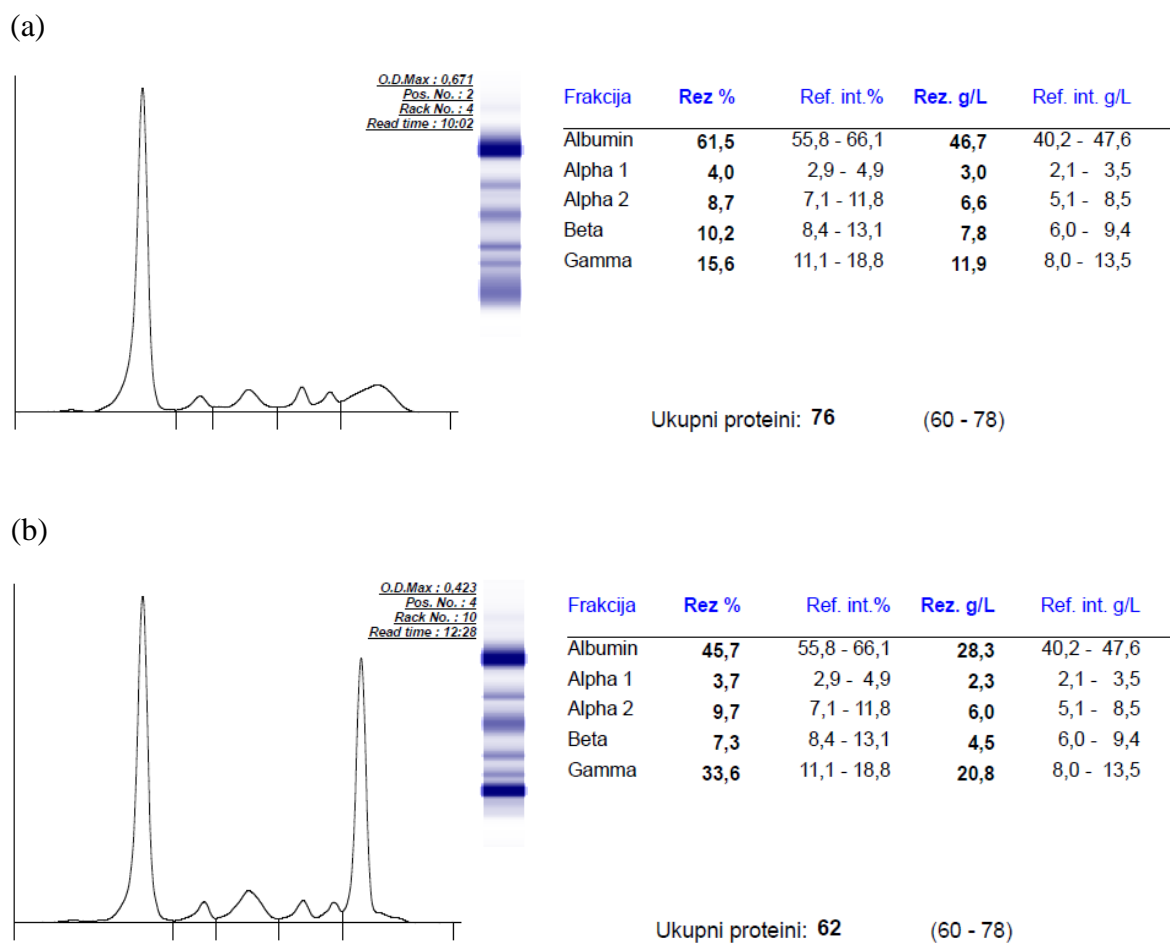 (a)
O.D.Max : 0,671
Pos. No. : 2
Rack No. : 4
Read time : 10:02
Frakcija Rez % Ref. int.% Rez. g/L Ref. int. g/L
Albumin 61,5 55,8 - 66,1 46,7 40,2 - 47,6
Alpha 1 4,0 2,9 - 4,9 3,0 2,1 - 3,5
Alpha 2 8,7 7,1 - 11,8 6,6 5,1 - 8,5
Beta 10,2 8,4 - 13,1 7,8 6,0 - 9,4
Gamma 15,6 11,1 - 18,8 11,9 8,0 - 13,5
Ukupni proteini: 76 (60 - 78)
(b)
O.D.Max : 0,423
Pos. No. : 4
Rack No. : 10
Read time : 12:28
Frakcija Rez % Ref. int.% Rez. g/L Ref. int. g/L
Albumin 45,7 55,8 - 66,1 28,3 40,2 - 47,6
Alpha 1 3,7 2,9 - 4,9 2,3 2,1 - 3,5
Alpha 2 9,7 7,1 - 11,8 6,0 5,1 - 8,5
Beta 7,3 8,4 - 13,1 4,5 6,0 - 9,4
Gamma 33,6 11,1 - 18,8 20,8 8,0 - 13,5
Ukupni proteini: 62 (60 - 78)